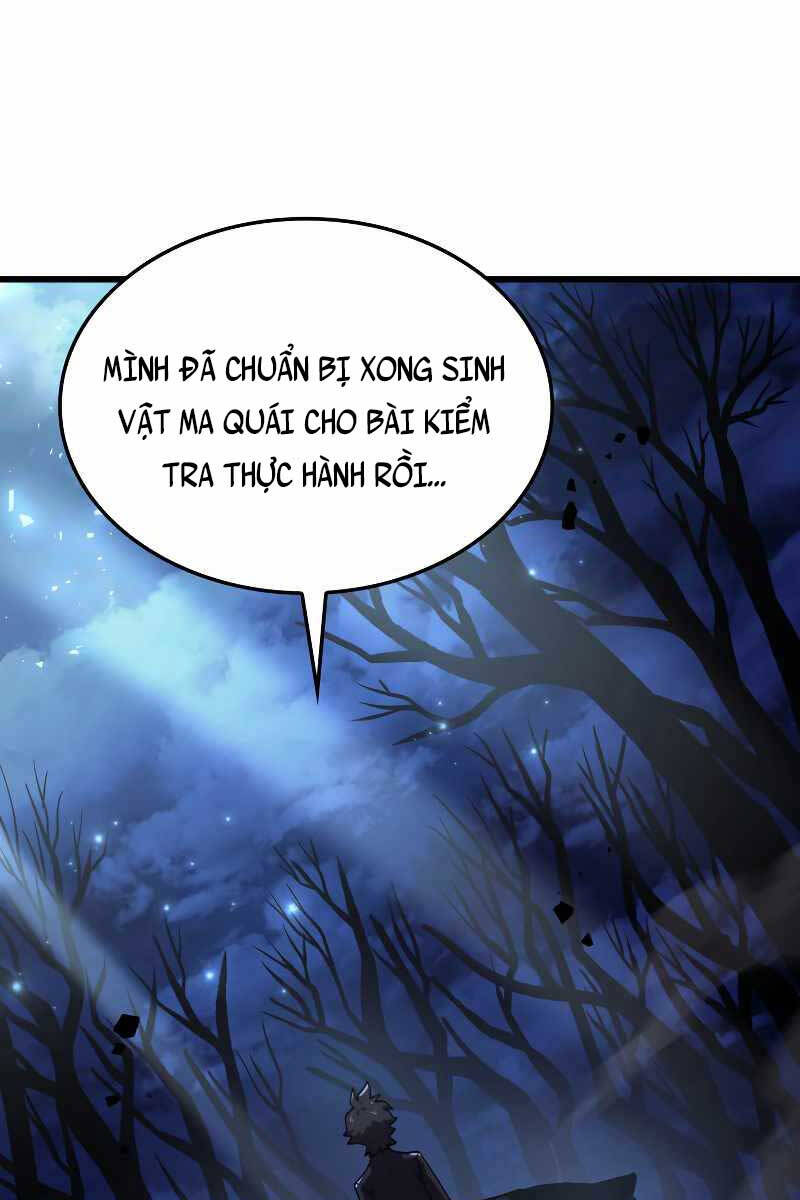 MÌNH ĐÃ CHUẨN BỊ XONG SINH
VẬT MA QUÁI CHO BÀI KIỂM
TRA THỰC HÀNH RỒI...